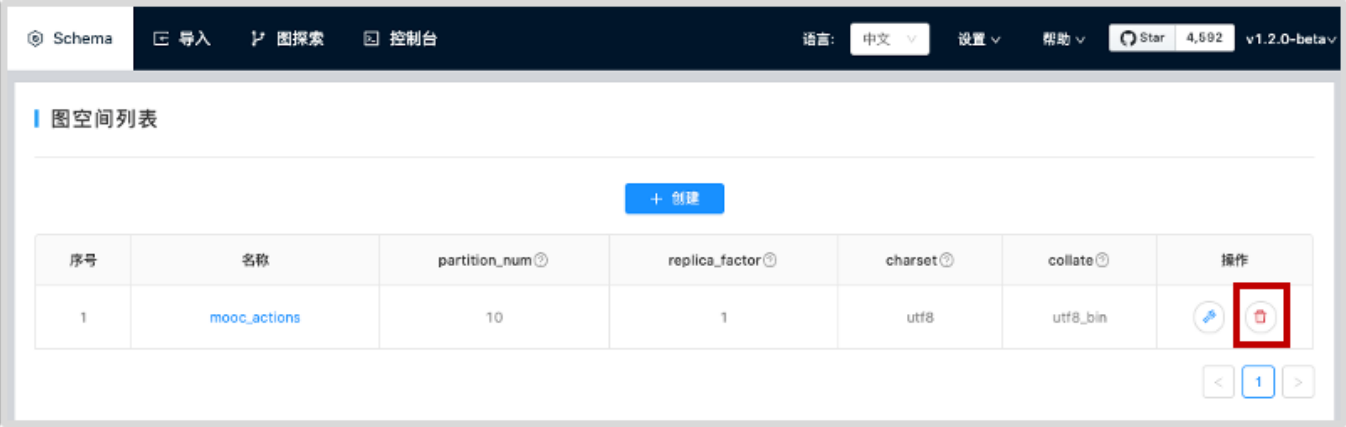 Schema 导入 图探索 控制台 语言: 中文 设置 帮助 Star 4,592 v1.2.0-beta
图空间列表
+ 创建
序号 名称 partition_num replica_factor charset collate 操作
1 mooc_actions 10 1 utf8 utf8_bin
< 1 >